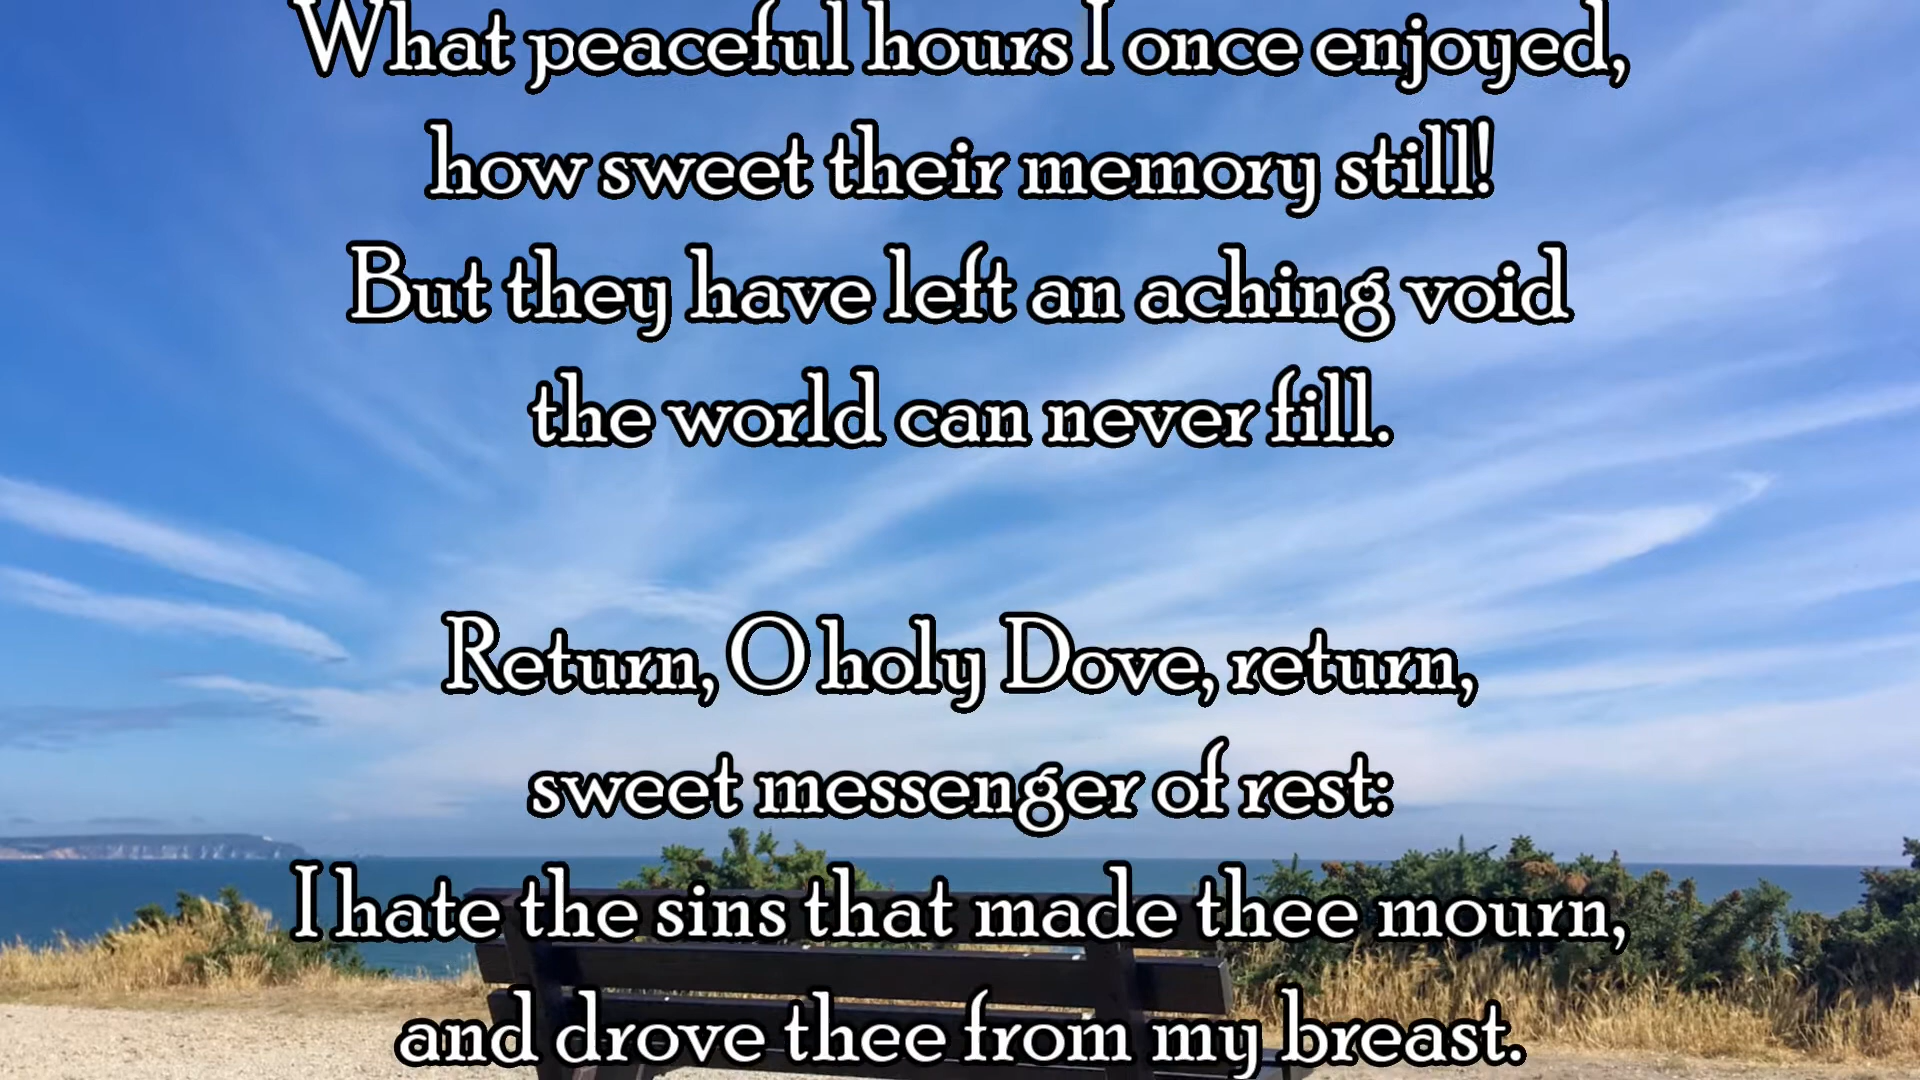 What peaceful hours I once enjoyed,
how sweet their memory still!
But they have left an aching void
the world can never fill.
Return, O holy Dove, return,
sweet messenger of rest:
I hate the sins that made thee mourn,
and drove thee from my breast.